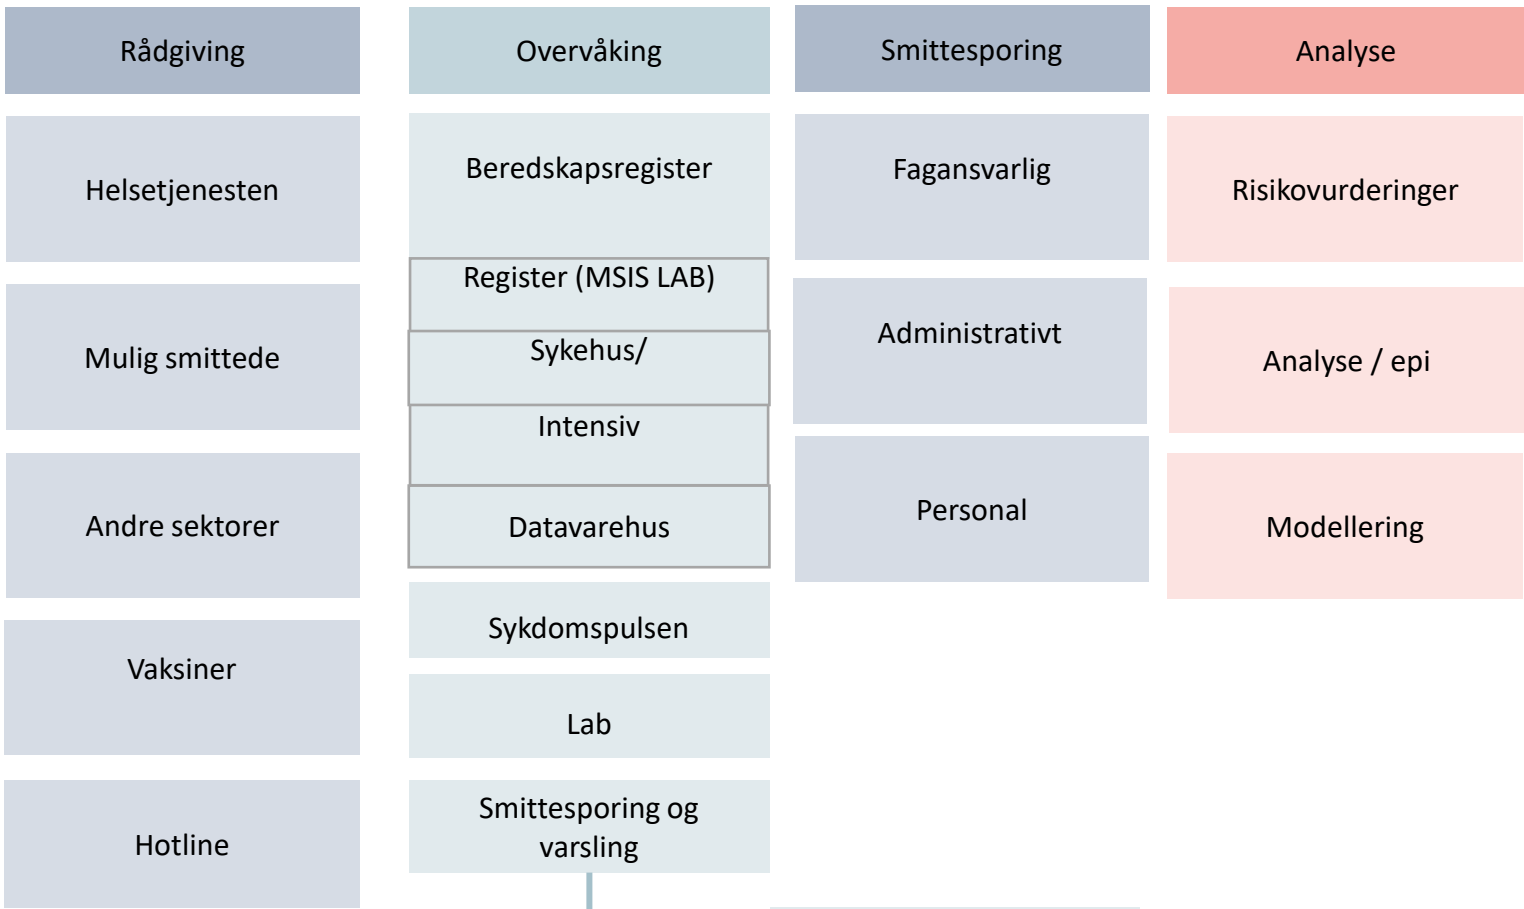 Rådgiving
Helsetjenesten
Mulig smittede
Andre sektorer
Vaksiner
Hotline
Overvåking
Beredskapsregister
Register (MSIS LAB)
Sykehus/
Intensiv
Datavarehus
Sykdomspulsen
Lab
Smittesporing og
varsling
Smittesporing
Fagansvarlig
Administrativt
Personal
Analyse
Risikovurderinger
Analyse / epi
Modellering